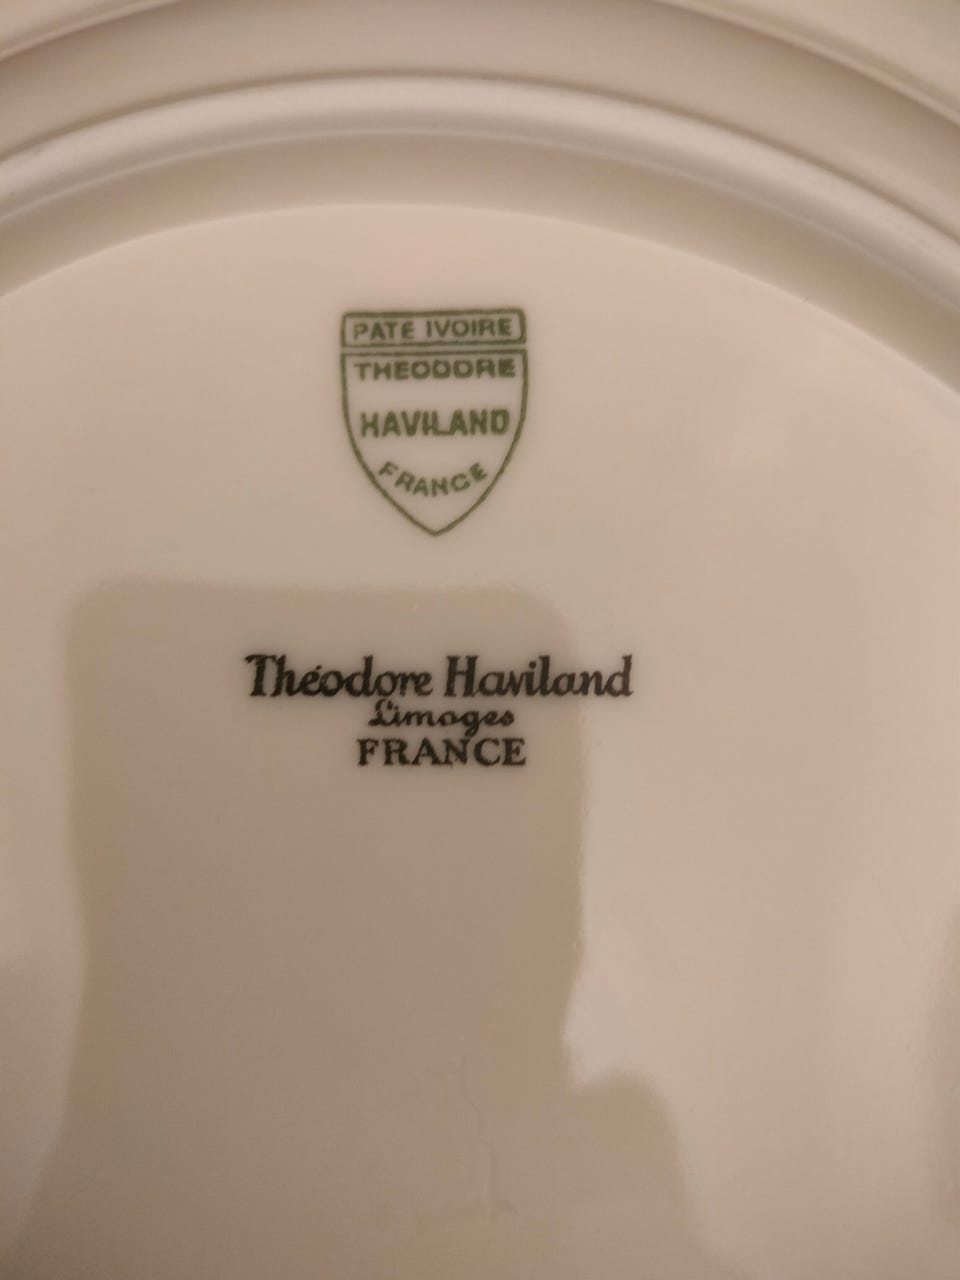 PATE IVOIRE
THEODORE
HAVILAND
FRANCE
Théodore Haviland
Limoges
FRANCE